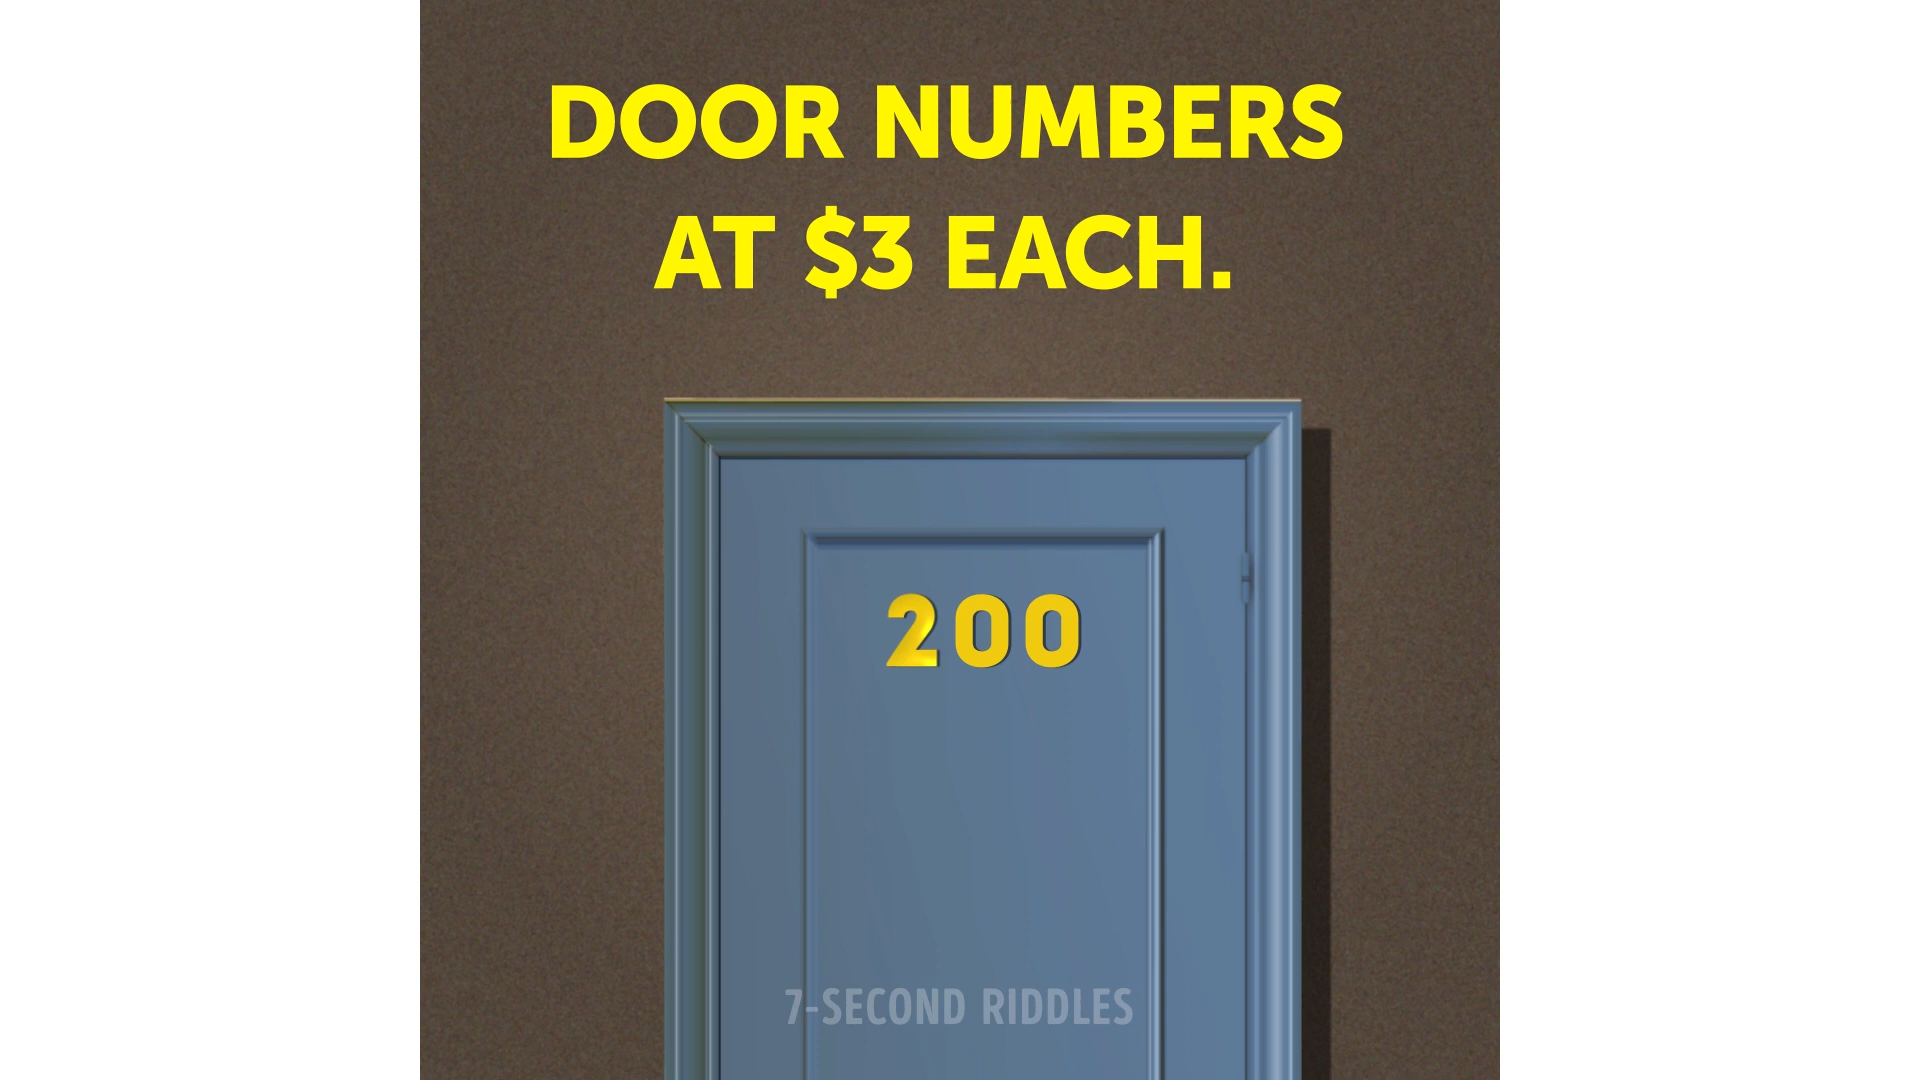 DOOR NUMBERS
AT $3 EACH.
200
7-SECOND RIDDLES